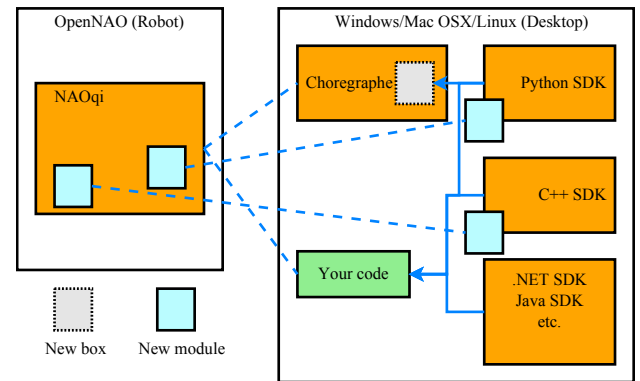 OpenNAO (Robot)
Windows/Mac OSX/Linux (Desktop)
NAOqi
Choregraphe
Python SDK
C++ SDK
Your code
.NET SDK
Java SDK
etc.
New box
New module